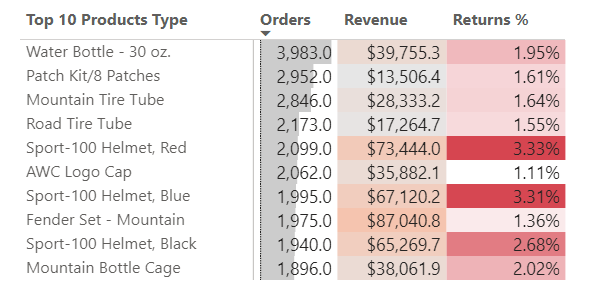 Top 10 Products Type Orders Revenue Returns %
Water Bottle - 30 oz. 3,983.0 $39,755.3 1.95%
Patch Kit/8 Patches 2,952.0 $13,506.4 1.61%
Mountain Tire Tube 2,846.0 $28,333.2 1.64%
Road Tire Tube 2,173.0 $17,264.7 1.55%
Sport-100 Helmet, Red 2,099.0 $73,444.0 3.33%
AWC Logo Cap 2,062.0 $35,882.1 1.11%
Sport-100 Helmet, Blue 1,995.0 $67,120.2 3.31%
Fender Set - Mountain 1,975.0 $87,040.8 1.36%
Sport-100 Helmet, Black 1,940.0 $65,269.7 2.68%
Mountain Bottle Cage 1,896.0 $38,061.9 2.02%